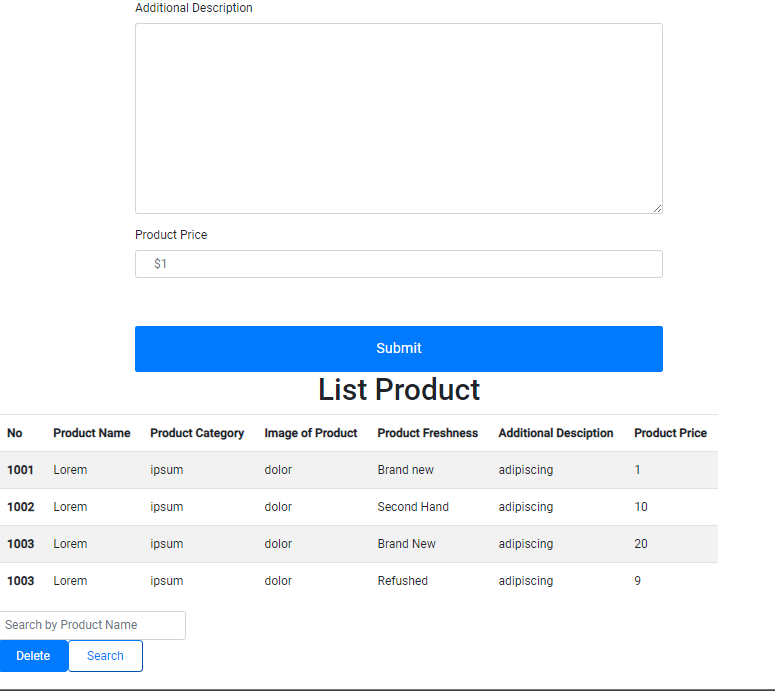 Additional Description
Product Price
$1
Submit
List Product
No Product Name Product Category Image of Product Product Freshness Additional Desciption Product Price
1001 Lorem ipsum dolor Brand new adipiscing 1
1002 Lorem ipsum dolor Second Hand adipiscing 10
1003 Lorem ipsum dolor Brand New adipiscing 20
1003 Lorem ipsum dolor Refushed adipiscing 9
Search by Product Name
Delete Search